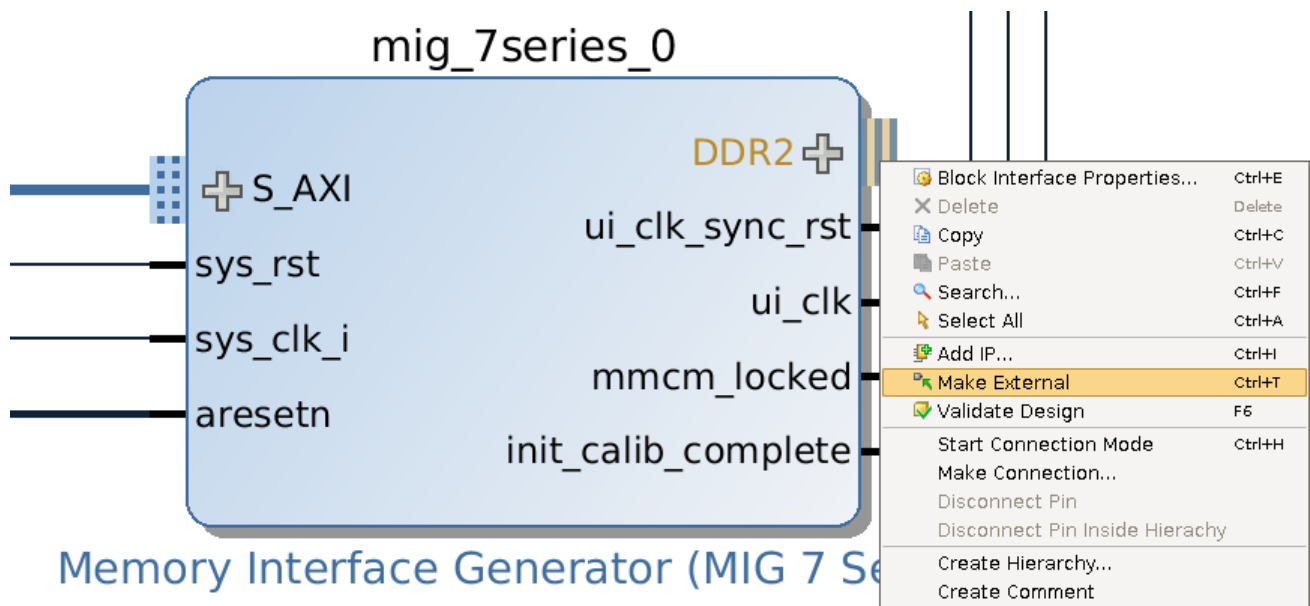 mig_7series_0
DDR2
S_AXI
ui_clk_sync_rst
sys_rst
ui_clk
sys_clk_i
mmcm_locked
aresetn
init_calib_complete
Memory Interface Generator (MIG 7 Se
Block Interface Properties... Ctrl+E
Delete Delete
Copy Ctrl+C
Paste Ctrl+V
Search... Ctrl+F
Select All Ctrl+A
Add IP... Ctrl+I
Make External Ctrl+T
Validate Design F6
Start Connection Mode Ctrl+H
Make Connection...
Disconnect Pin
Disconnect Pin Inside Hierachy
Create Hierarchy...
Create Comment